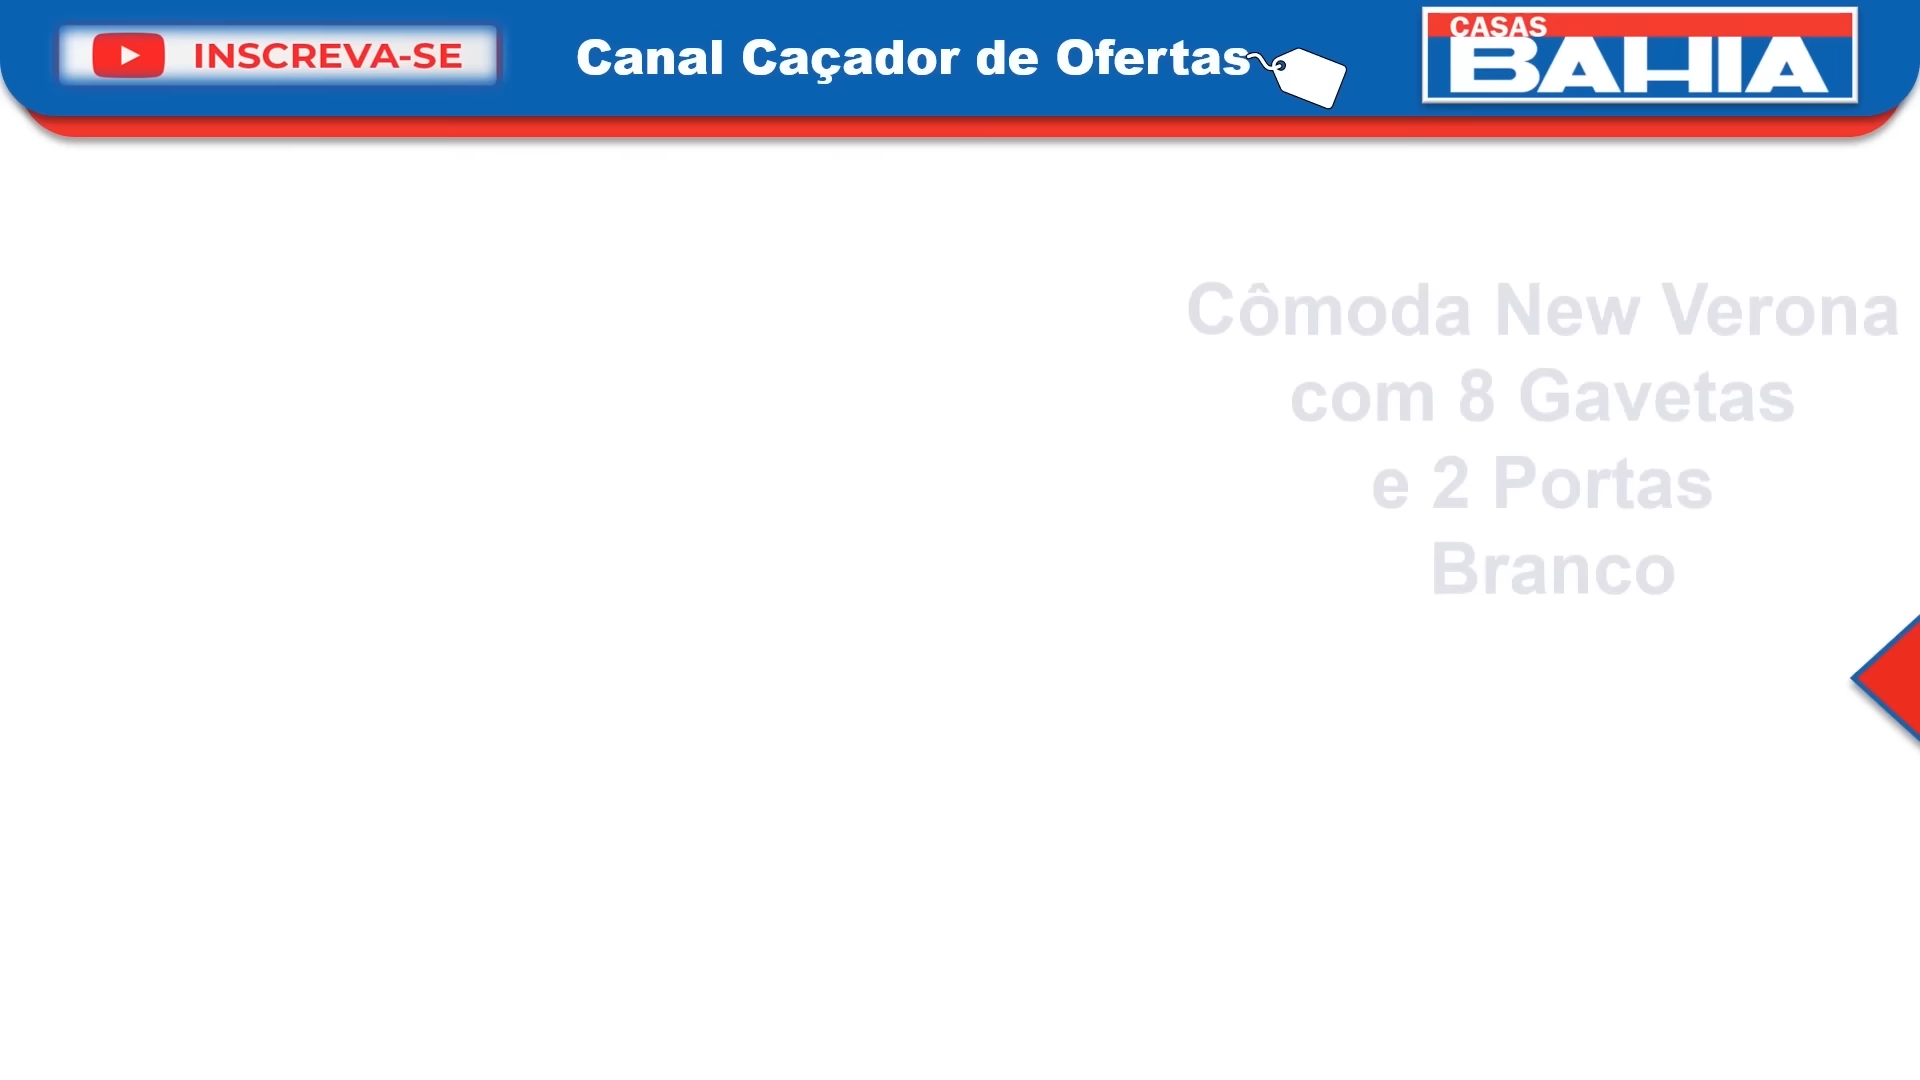 INSCREVA-SE
Canal Caçador de Ofertas
CASAS
BAHIA
Cômoda New Verona
com 8 Gavetas
e 2 Portas
Branco